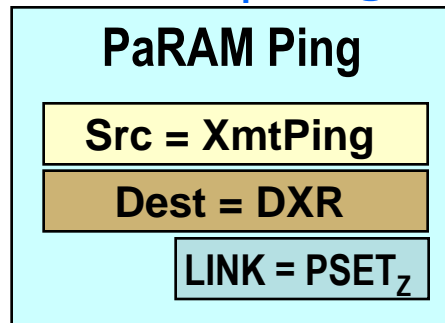 PaRAM Ping
Src = XmtPing
Dest = DXR
LINK = PSETZ